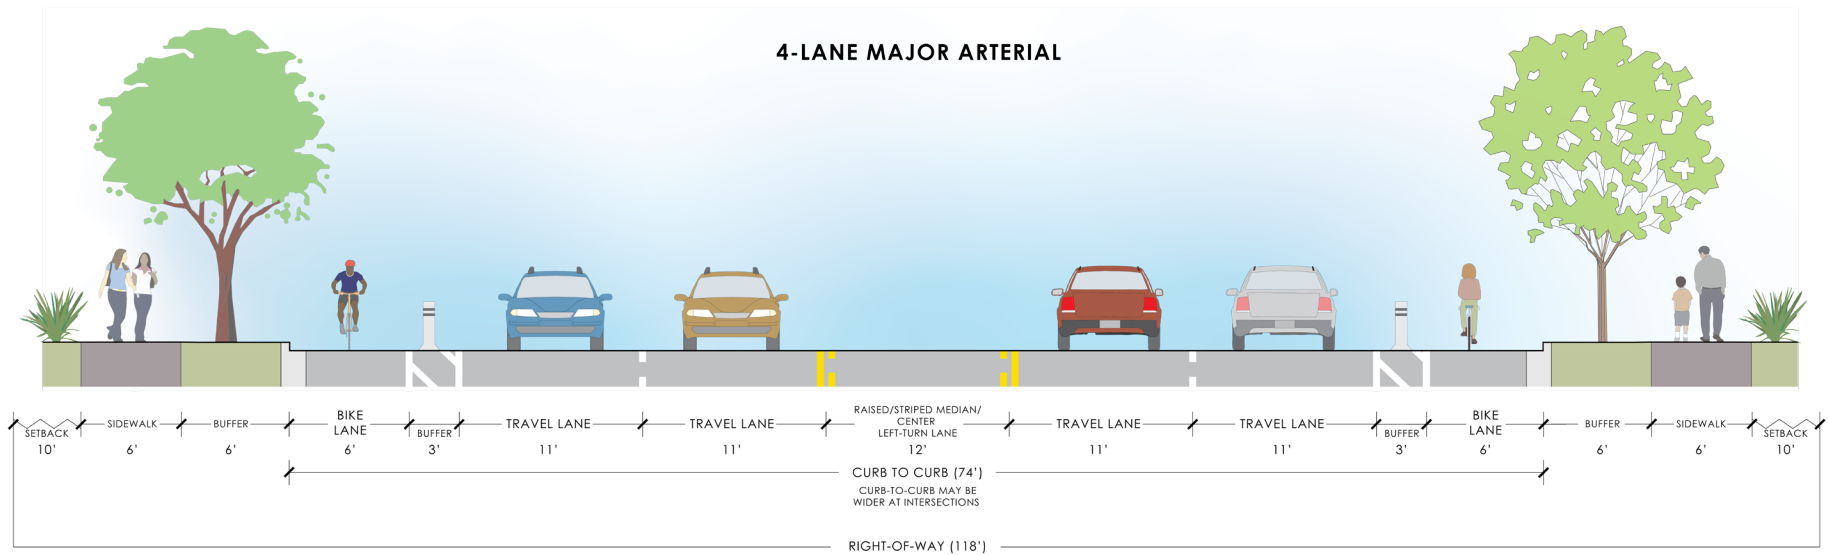 4-LANE MAJOR ARTERIAL
SETBACK
10'
SIDEWALK
6'
BUFFER
6'
BIKE
LANE
6'
BUFFER
3'
TRAVEL LANE
11'
TRAVEL LANE
11'
RAISED/STRIPED MEDIAN/
CENTER
LEFT-TURN LANE
12'
TRAVEL LANE
11'
TRAVEL LANE
11'
BUFFER
3'
BIKE
LANE
6'
BUFFER
6'
SIDEWALK
6'
SETBACK
10'
CURB TO CURB (74')
CURB-TO-CURB MAY BE
WIDER AT INTERSECTIONS
RIGHT-OF-WAY (118')